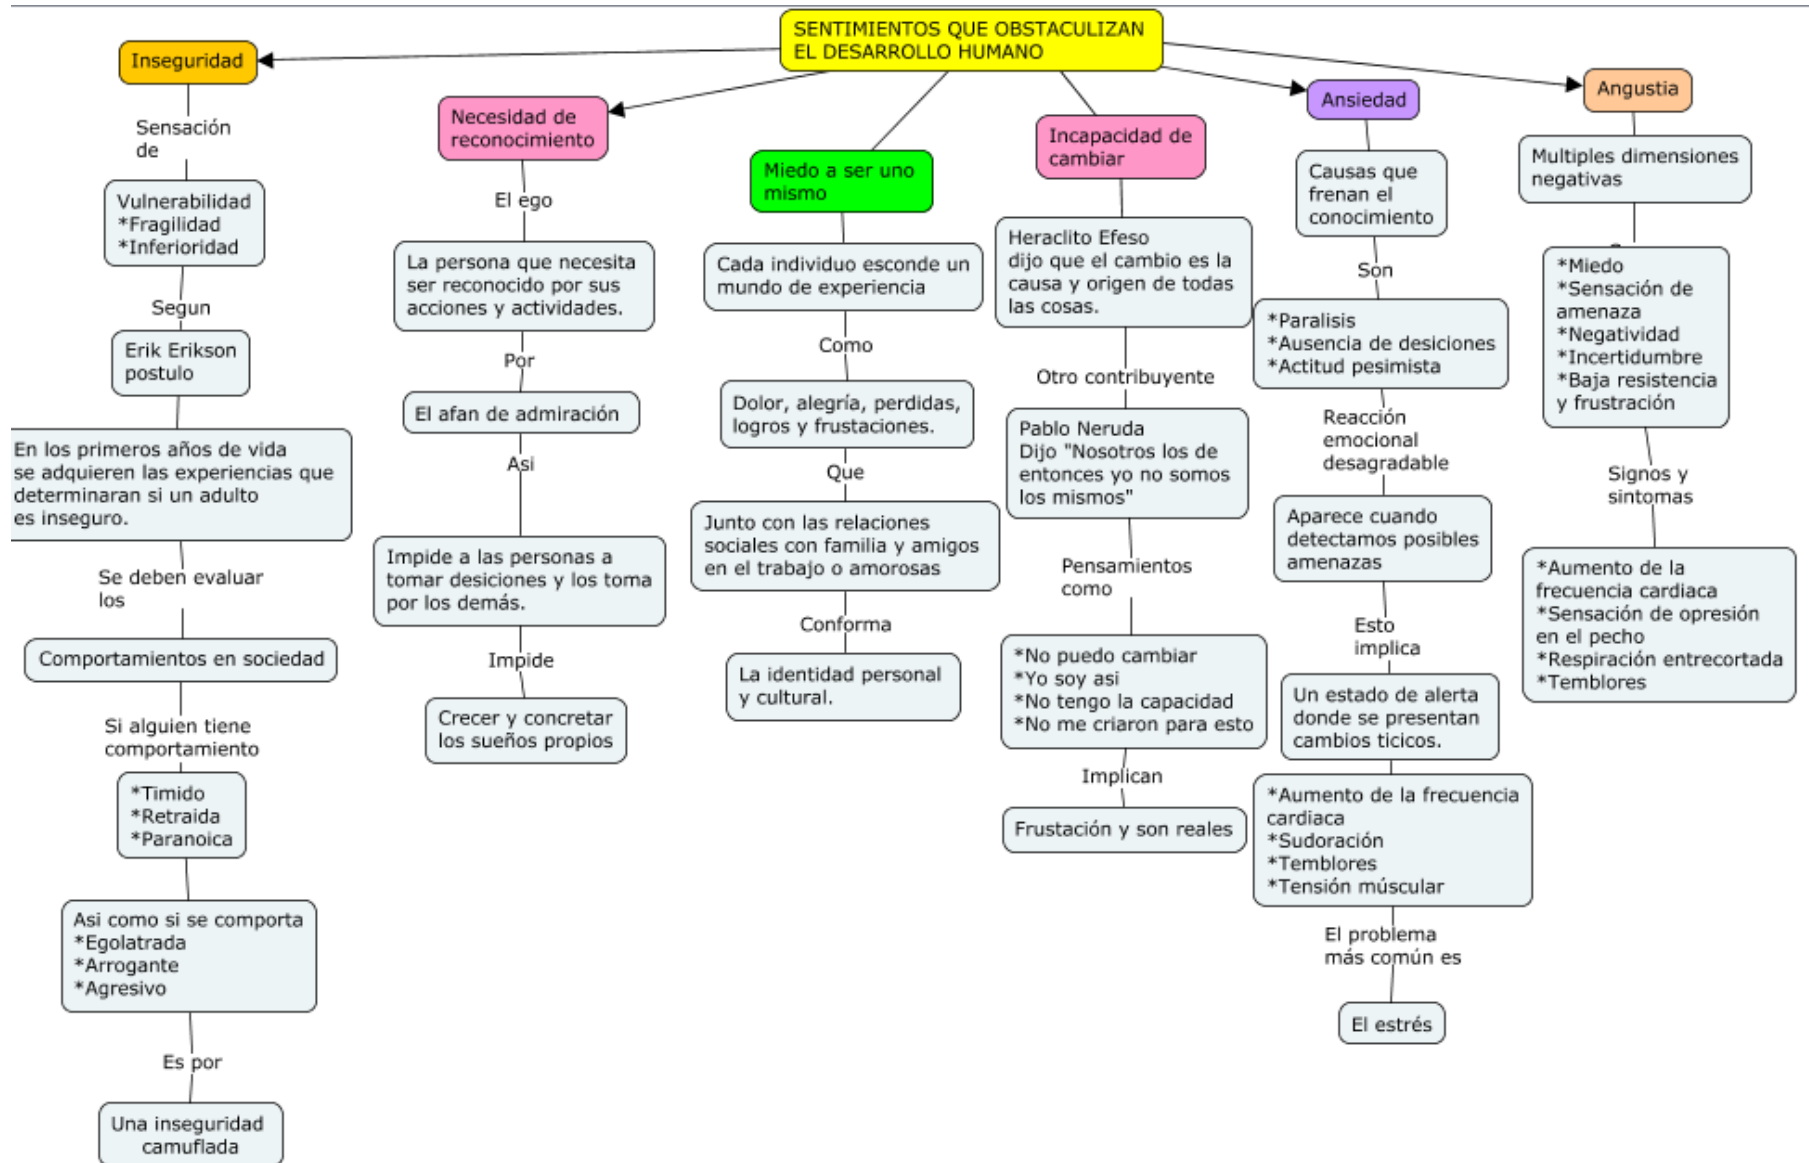 SENTIMIENTOS QUE OBSTACULIZAN
EL DESARROLLO HUMANO
Inseguridad
Sensación
de
Vulnerabilidad
*Fragilidad
*Inferioridad
Segun
Erik Erikson
postulo
En los primeros años de vida
se adquieren las experiencias que
determinaran si un adulto
es inseguro.
Se deben evaluar
los
Comportamientos en sociedad
Si alguien tiene
comportamiento
*Timido
*Retraida
*Paranoica
Asi como si se comporta
*Egolatrada
*Arrogante
*Agresivo
Es por
Una inseguridad
camuflada
Necesidad de
reconocimiento
El ego
La persona que necesita
ser reconocido por sus
acciones y actividades.
Por
El afan de admiración
Asi
Impide a las personas a
tomar desiciones y los toma
por los demás.
Impide
Crecer y concretar
los sueños propios
Miedo a ser uno
mismo
Cada individuo esconde un
mundo de experiencia
Como
Dolor, alegría, perdidas,
logros y frustaciones.
Que
Junto con las relaciones
sociales con familia y amigos
en el trabajo o amorosas
Conforma
La identidad personal
y cultural.
Incapacidad de
cambiar
Heraclito Efeso
dijo que el cambio es la
causa y origen de todas
las cosas.
Otro contribuyente
Pablo Neruda
Dijo "Nosotros los de
entonces yo no somos
los mismos"
Pensamientos
como
*No puedo cambiar
*Yo soy asi
*No tengo la capacidad
*No me criaron para esto
Implican
Frustación y son reales
Ansiedad
Causas que
frenan el
conocimiento
Son
*Paralisis
*Ausencia de desiciones
*Actitud pesimista
Reacción
emocional
desagradable
Aparece cuando
detectamos posibles
amenazas
Esto
implica
Un estado de alerta
donde se presentan
cambios ticicos.
*Aumento de la frecuencia
cardiaca
*Sudoración
*Temblores
*Tensión múscular
El problema
más común es
El estrés
Angustia
Multiples dimensiones
negativas
*Miedo
*Sensación de
amenaza
*Negatividad
*Incertidumbre
*Baja resistencia
y frustración
Signos y
sintomas
*Aumento de la
frecuencia cardiaca
*Sensación de opresión
en el pecho
*Respiración entrecortada
*Temblores